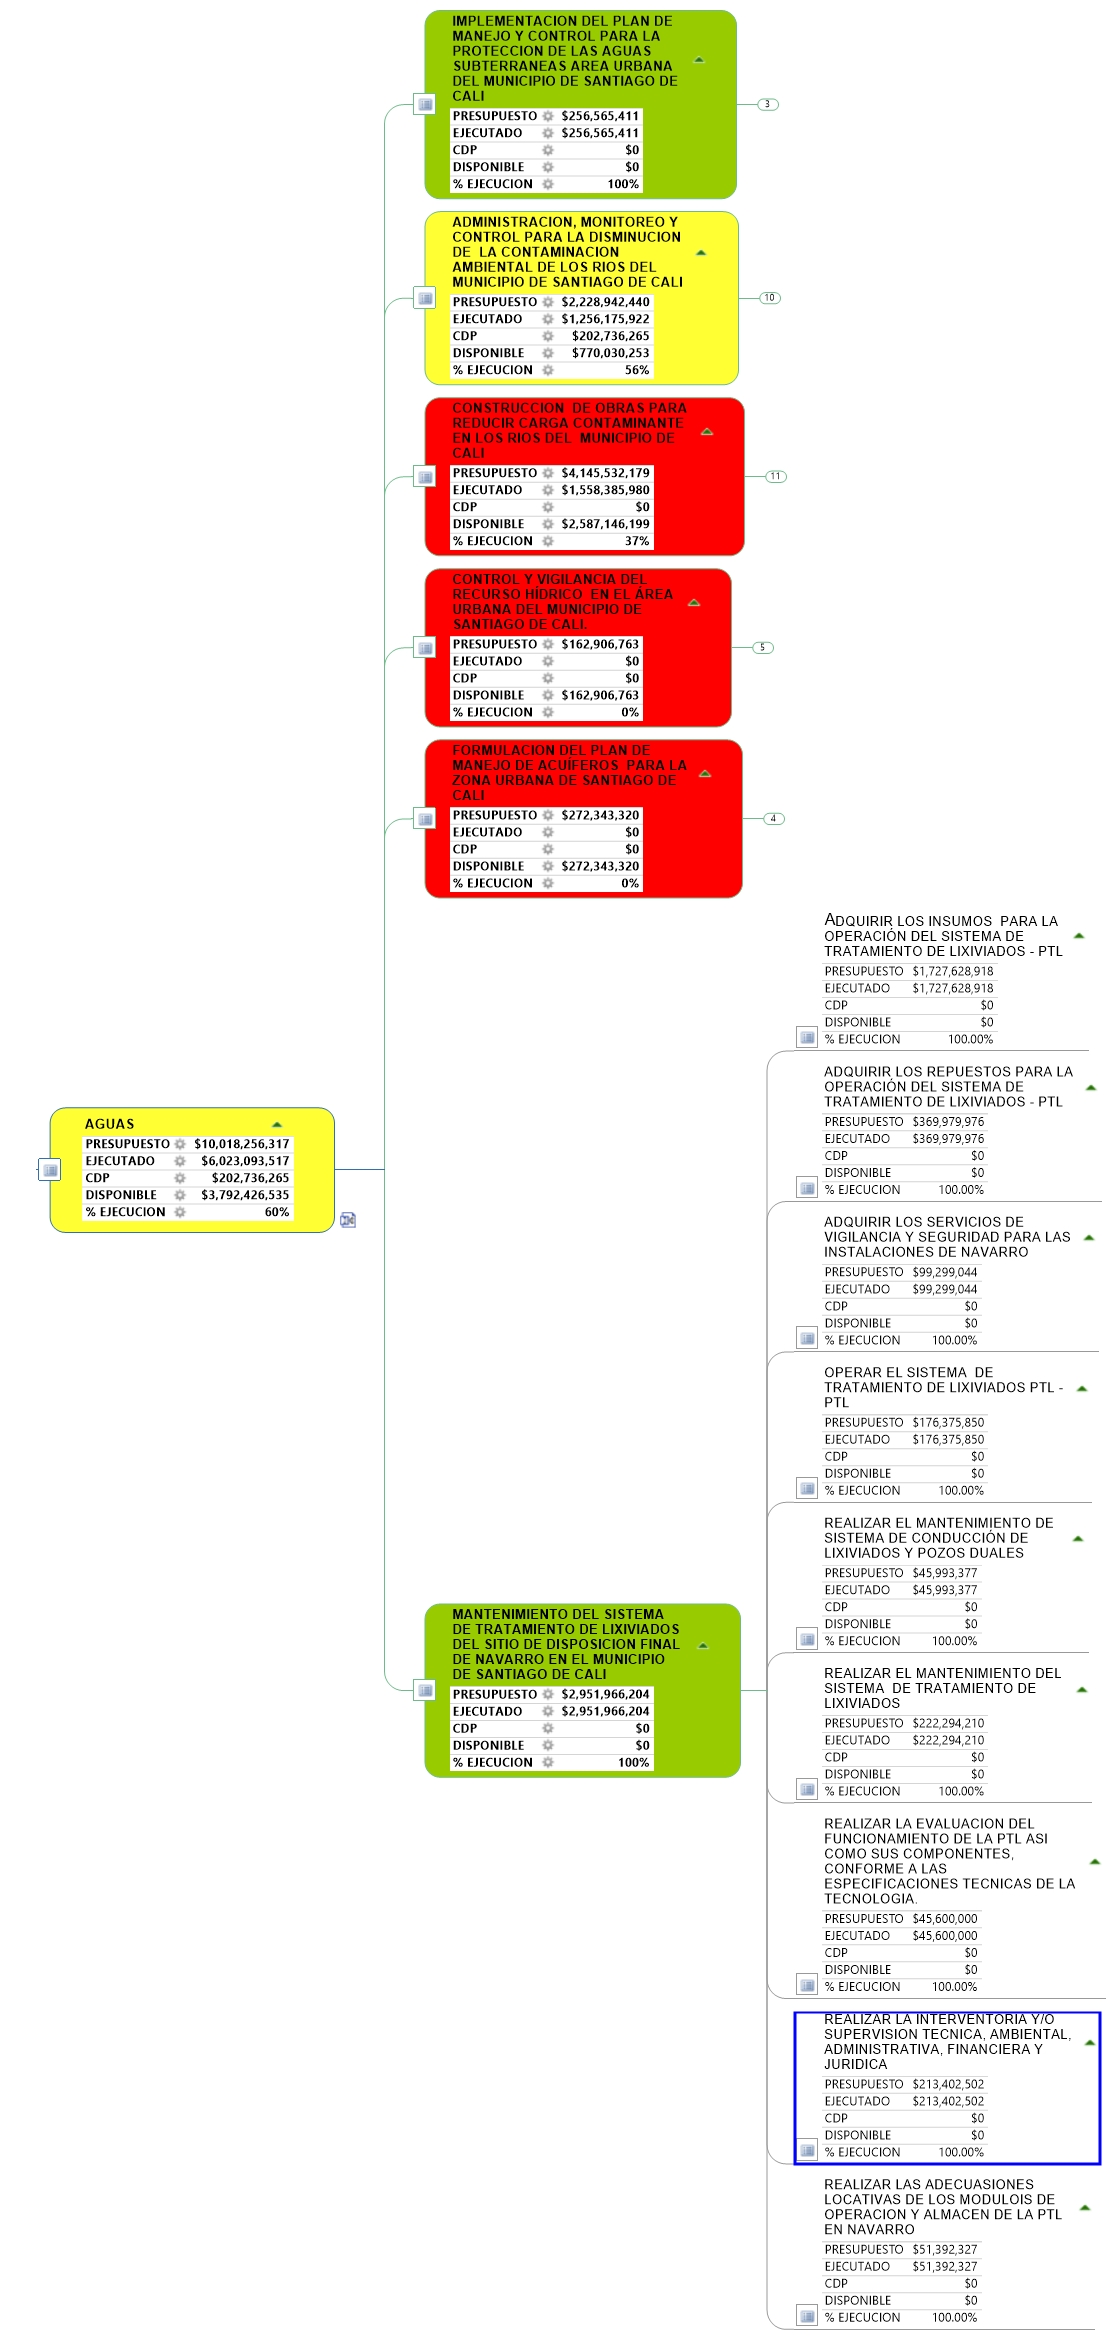 IMPLEMENTACION DEL PLAN DE
MANEJO Y CONTROL PARA LA
PROTECCION DE LAS AGUAS
SUBTERRANEAS AREA URBANA
DEL MUNICIPIO DE SANTIAGO DE
CALI
PRESUPUESTO $256,565,411
EJECUTADO $256,565,411
CDP $0
DISPONIBLE $0
% EJECUCION 100%
3
ADMINISTRACION, MONITOREO Y
CONTROL PARA LA DISMINUCION
DE LA CONTAMINACION
AMBIENTAL DE LOS RIOS DEL
MUNICIPIO DE SANTIAGO DE CALI
PRESUPUESTO $2,228,942,440
EJECUTADO $1,256,175,922
CDP $202,736,265
DISPONIBLE $770,030,253
% EJECUCION 56%
10
CONSTRUCCION DE OBRAS PARA
REDUCIR CARGA CONTAMINANTE
EN LOS RIOS DEL MUNICIPIO DE
CALI
PRESUPUESTO $4,145,532,179
EJECUTADO $1,558,385,980
CDP $0
DISPONIBLE $2,587,146,199
% EJECUCION 37%
11
CONTROL Y VIGILANCIA DEL
RECURSO HÍDRICO EN EL ÁREA
URBANA DEL MUNICIPIO DE
SANTIAGO DE CALI.
PRESUPUESTO $162,906,763
EJECUTADO $0
CDP $0
DISPONIBLE $162,906,763
% EJECUCION 0%
5
FORMULACION DEL PLAN DE
MANEJO DE ACUÍFEROS PARA LA
ZONA URBANA DE SANTIAGO DE
CALI
PRESUPUESTO $272,343,320
EJECUTADO $0
CDP $0
DISPONIBLE $272,343,320
% EJECUCION 0%
4
AGUAS
PRESUPUESTO $10,018,256,317
EJECUTADO $6,023,093,517
CDP $202,736,265
DISPONIBLE $3,792,426,535
% EJECUCION 60%
MANTENIMIENTO DEL SISTEMA
DE TRATAMIENTO DE LIXIVIADOS
DEL SITIO DE DISPOSICION FINAL
DE NAVARRO EN EL MUNICIPIO
DE SANTIAGO DE CALI
PRESUPUESTO $2,951,966,204
EJECUTADO $2,951,966,204
CDP $0
DISPONIBLE $0
% EJECUCION 100%
ADQUIRIR LOS INSUMOS PARA LA
OPERACIÓN DEL SISTEMA DE
TRATAMIENTO DE LIXIVIADOS - PTL
PRESUPUESTO $1,727,628,918
EJECUTADO $1,727,628,918
CDP $0
DISPONIBLE $0
% EJECUCION 100.00%
ADQUIRIR LOS REPUESTOS PARA LA
OPERACIÓN DEL SISTEMA DE
TRATAMIENTO DE LIXIVIADOS - PTL
PRESUPUESTO $369,979,976
EJECUTADO $369,979,976
CDP $0
DISPONIBLE $0
% EJECUCION 100.00%
ADQUIRIR LOS SERVICIOS DE
VIGILANCIA Y SEGURIDAD PARA LAS
INSTALACIONES DE NAVARRO
PRESUPUESTO $99,299,044
EJECUTADO $99,299,044
CDP $0
DISPONIBLE $0
% EJECUCION 100.00%
OPERAR EL SISTEMA DE
TRATAMIENTO DE LIXIVIADOS PTL -
PTL
PRESUPUESTO $176,375,850
EJECUTADO $176,375,850
CDP $0
DISPONIBLE $0
% EJECUCION 100.00%
REALIZAR EL MANTENIMIENTO DE
SISTEMA DE CONDUCCIÓN DE
LIXIVIADOS Y POZOS DUALES
PRESUPUESTO $45,993,377
EJECUTADO $45,993,377
CDP $0
DISPONIBLE $0
% EJECUCION 100.00%
REALIZAR EL MANTENIMIENTO DEL
SISTEMA DE TRATAMIENTO DE
LIXIVIADOS
PRESUPUESTO $222,294,210
EJECUTADO $222,294,210
CDP $0
DISPONIBLE $0
% EJECUCION 100.00%
REALIZAR LA EVALUACION DEL
FUNCIONAMIENTO DE LA PTL ASI
COMO SUS COMPONENTES,
CONFORME A LAS
ESPECIFICACIONES TECNICAS DE LA
TECNOLOGIA.
PRESUPUESTO $45,600,000
EJECUTADO $45,600,000
CDP $0
DISPONIBLE $0
% EJECUCION 100.00%
REALIZAR LA INTERVENTORIA Y/O
SUPERVISION TECNICA, AMBIENTAL,
ADMINISTRATIVA, FINANCIERA Y
JURIDICA
PRESUPUESTO $213,402,502
EJECUTADO $213,402,502
CDP $0
DISPONIBLE $0
% EJECUCION 100.00%
REALIZAR LAS ADECUASIONES
LOCATIVAS DE LOS MODULOIS DE
OPERACION Y ALMACEN DE LA PTL
EN NAVARRO
PRESUPUESTO $51,392,327
EJECUTADO $51,392,327
CDP $0
DISPONIBLE $0
% EJECUCION 100.00%